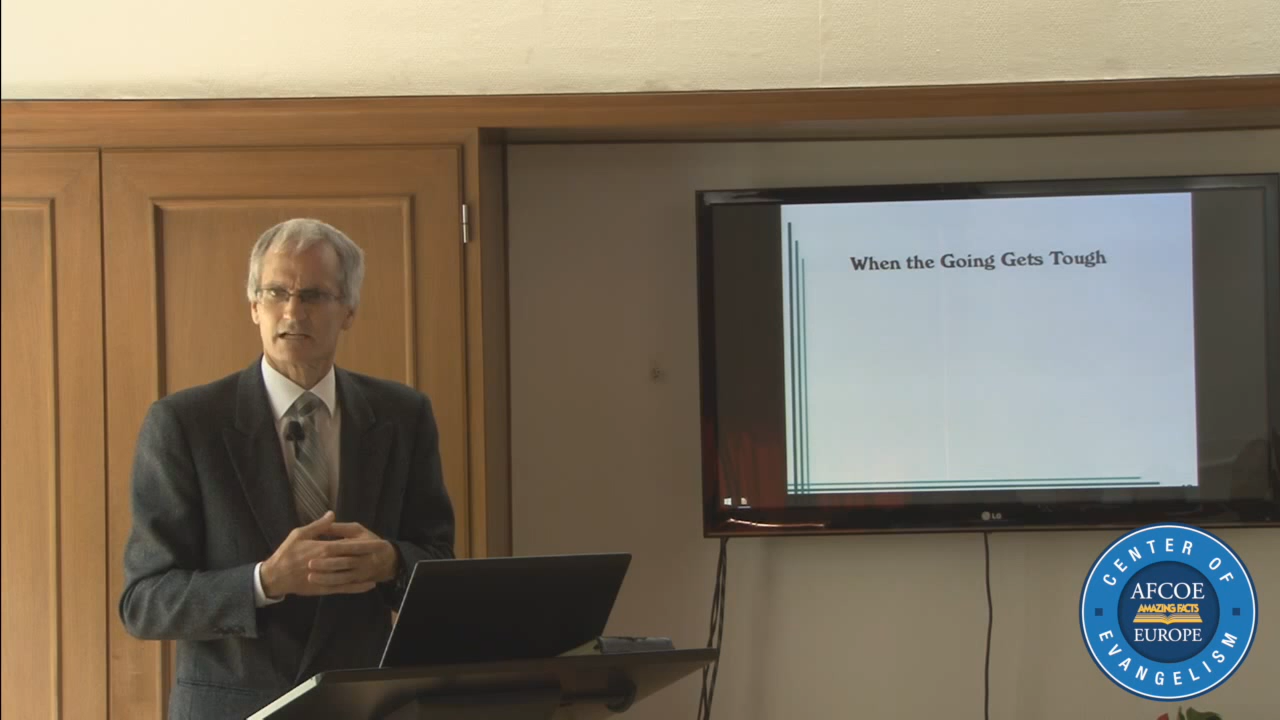 When the Going Gets Tough
LG
CENTER OF
AFCOE
AMAZING FACTS
EUROPE
EVANGELISM